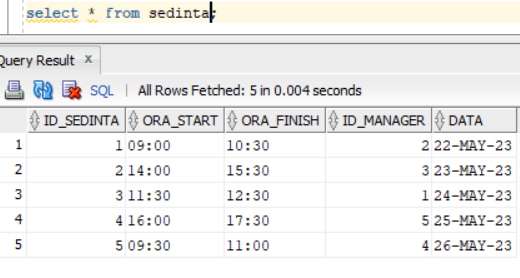 select * from sedinta;
Query Result x
SQL | All Rows Fetched: 5 in 0.004 seconds
ID_SEDINTA ORA_START ORA_FINISH ID_MANAGER DATA
1 1 09:00 10:30 2 22-MAY-23
2 2 14:00 15:30 3 23-MAY-23
3 3 11:30 12:30 1 24-MAY-23
4 4 16:00 17:30 5 25-MAY-23
5 5 09:30 11:00 4 26-MAY-23